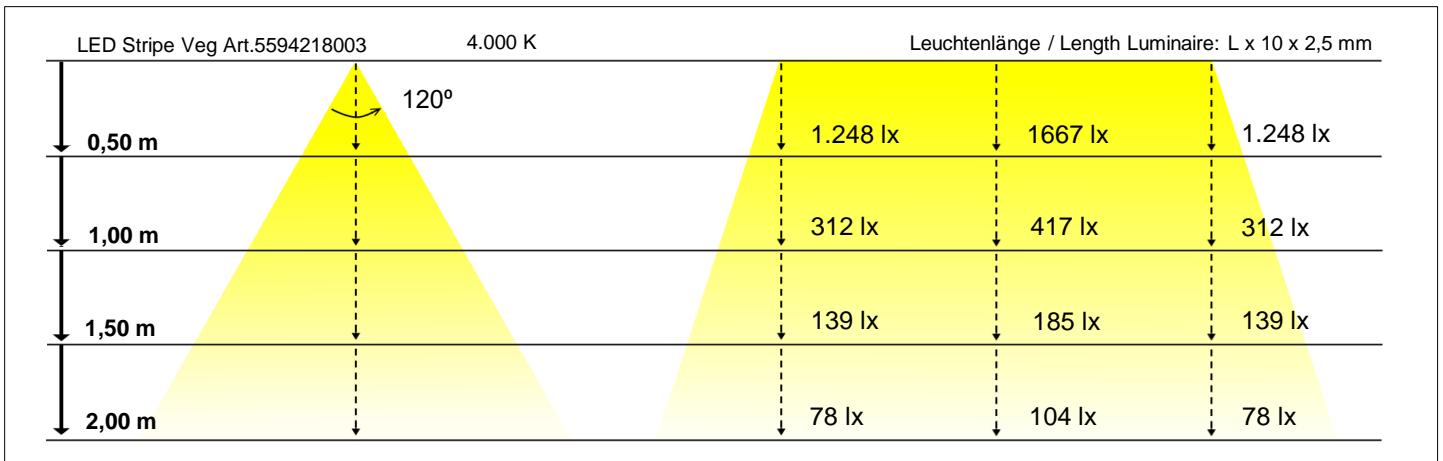 LED Stripe Veg Art.5594218003 4.000 K Leuchtenlänge / Length Luminaire: L x 10 x 2,5 mm
120º
0,50 m 1.248 lx 1667 lx 1.248 lx
1,00 m 312 lx 417 lx 312 lx
1,50 m 139 lx 185 lx 139 lx
2,00 m 78 lx 104 lx 78 lx